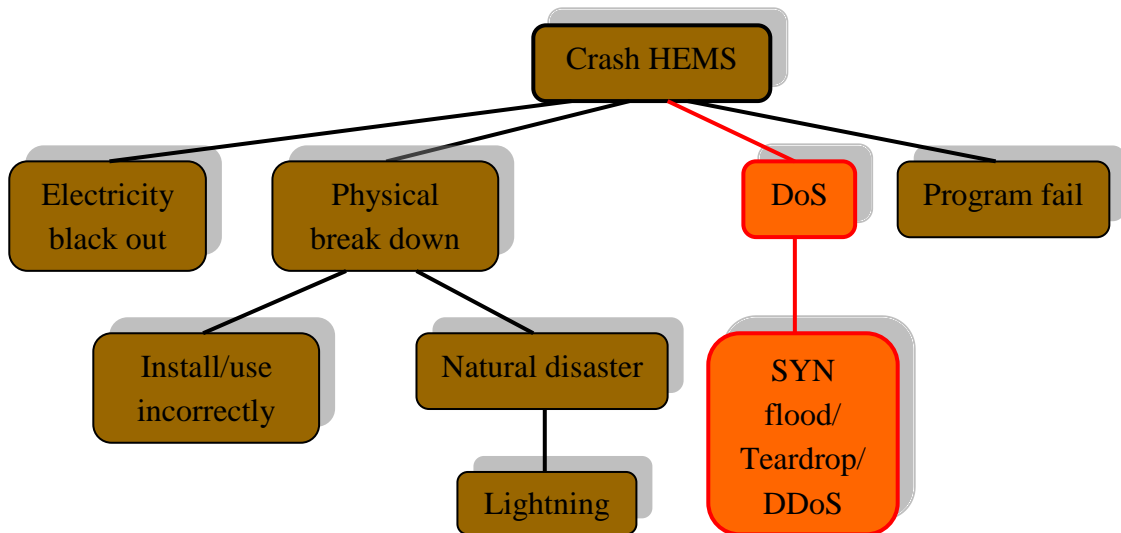 Crash HEMS
Electricity
black out
Physical
break down
DoS
Program fail
Install/use
incorrectly
Natural disaster
SYN
flood/
Teardrop/
DDoS
Lightning